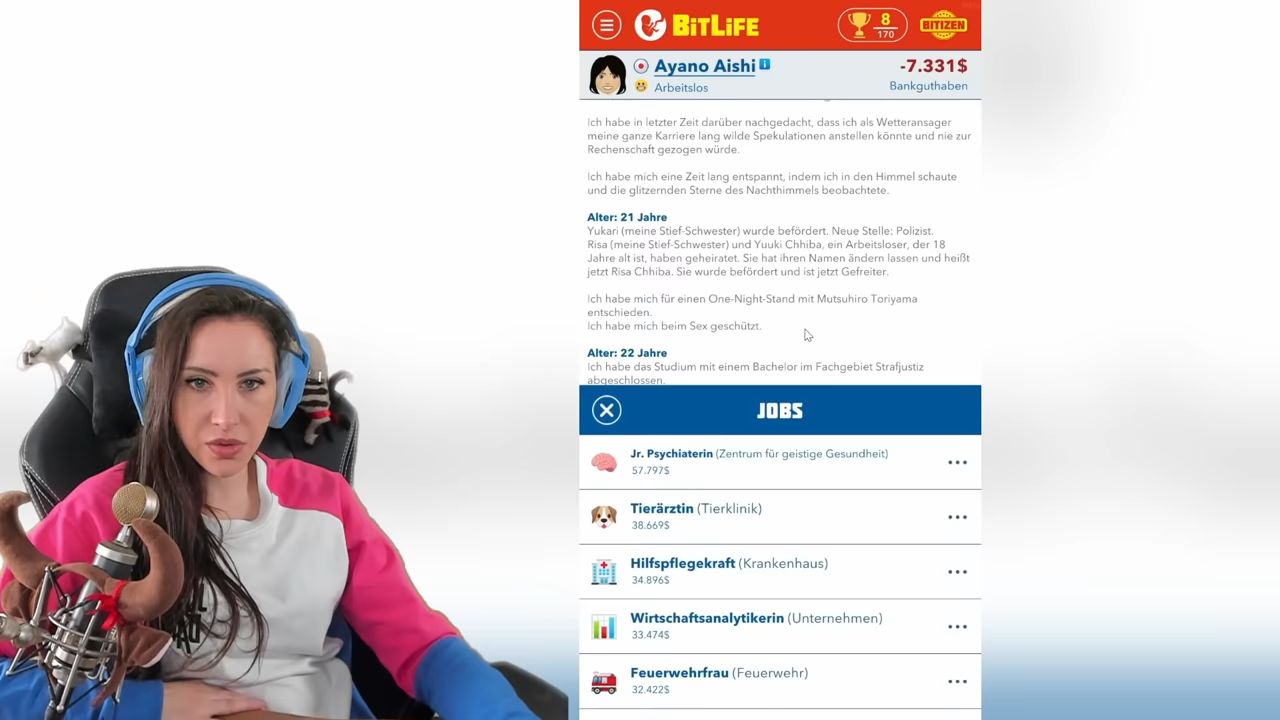 BitLife
8
170
BITIZEN
Ayano Aishi
-7.331$
Arbeitslos
Bankguthaben
Ich habe in letzter Zeit darüber nachgedacht, dass ich als Wetteransager
meine ganze Karriere lang wilde Spekulationen anstellen könnte und nie zur
Rechenschaft gezogen würde.
Ich habe mich eine Zeit lang entspannt, indem ich in den Himmel schaute
und die glitzernden Sterne des Nachthimmels beobachtete.
Alter: 21 Jahre
Yukari (meine Stief-Schwester) wurde befördert. Neue Stelle: Polizist.
Risa (meine Stief-Schwester) und Yuuki Chhiba, ein Arbeitsloser, der 18
Jahre alt ist, haben geheiratet. Sie hat ihren Namen ändern lassen und heißt
jetzt Risa Chhiba. Sie wurde befördert und ist jetzt Gefreiter.
Ich habe mich für einen One-Night-Stand mit Mutsuhiro Toriyama
entschieden.
Ich habe mich beim Sex geschützt.
Alter: 22 Jahre
Ich habe das Studium mit einem Bachelor im Fachgebiet Strafjustiz
abgeschlossen.
JOBS
Jr. Psychiaterin (Zentrum für geistige Gesundheit)
57.797$
Tierärztin (Tierklinik)
38.669$
Hilfspflegekraft (Krankenhaus)
34.896$
Wirtschaftsanalytikerin (Unternehmen)
33.474$
Feuerwehrfrau (Feuerwehr)
32.422$